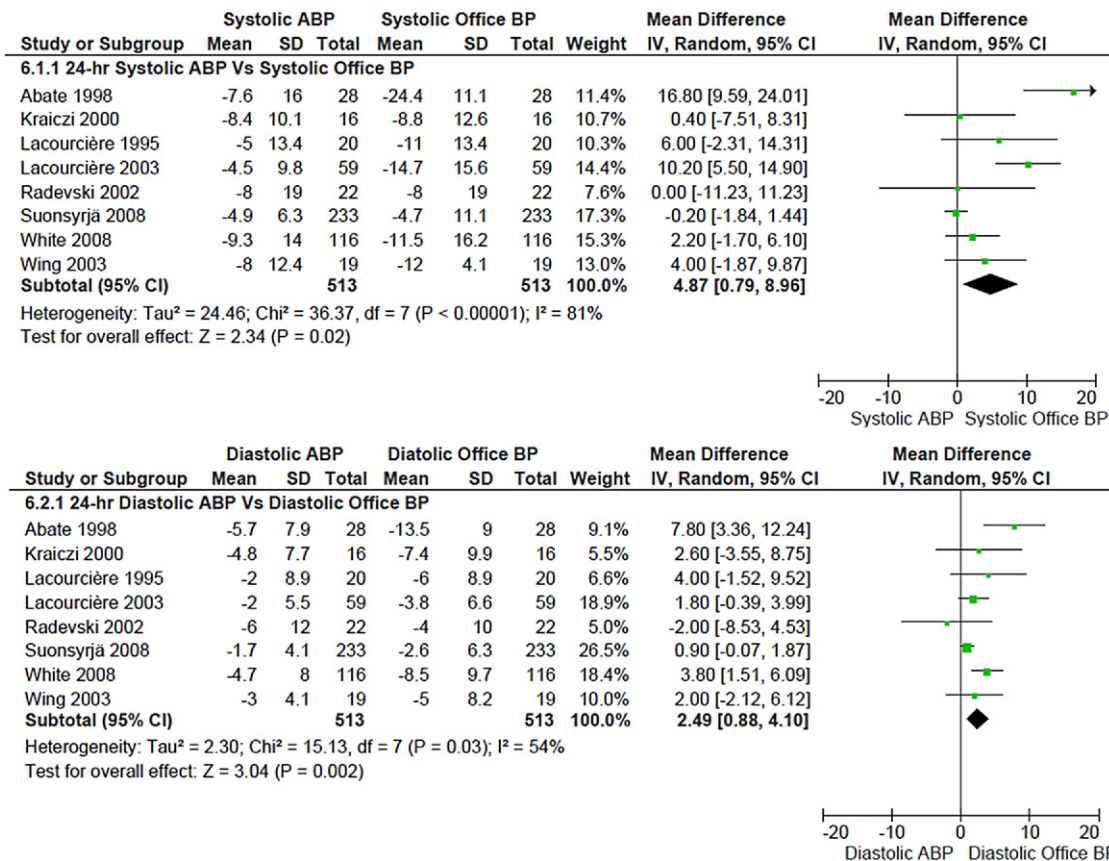 Systolic ABP Systolic Office BP Mean Difference Mean Difference
Study or Subgroup Mean SD Total Mean SD Total Weight IV, Random, 95% CI IV, Random, 95% CI
6.1.1 24-hr Systolic ABP Vs Systolic Office BP
Abate 1998 -7.6 16 28 -24.4 11.1 28 11.4% 16.80 [9.59, 24.01]
Kraiczi 2000 -8.4 10.1 16 -8.8 12.6 16 10.7% 0.40 [-7.51, 8.31]
Lacourcière 1995 -5 13.4 20 -11 13.4 20 10.3% 6.00 [-2.31, 14.31]
Lacourcière 2003 -4.5 9.8 59 -14.7 15.6 59 14.4% 10.20 [5.50, 14.90]
Radevski 2002 -8 19 22 -8 19 22 7.6% 0.00 [-11.23, 11.23]
Suonsyrjä 2008 -4.9 6.3 233 -4.7 11.1 233 17.3% -0.20 [-1.84, 1.44]
White 2008 -9.3 14 116 -11.5 16.2 116 15.3% 2.20 [-1.70, 6.10]
Wing 2003 -8 12.4 19 -12 4.1 19 13.0% 4.00 [-1.87, 9.87]
Subtotal (95% CI) 513 513 100.0% 4.87 [0.79, 8.96]
Heterogeneity: Tau² = 24.46; Chi² = 36.37, df = 7 (P < 0.00001); I² = 81%
Test for overall effect: Z = 2.34 (P = 0.02)
-20 -10 0 10 20
Systolic ABP Systolic Office BP
Diastolic ABP Diatolic Office BP Mean Difference Mean Difference
Study or Subgroup Mean SD Total Mean SD Total Weight IV, Random, 95% CI IV, Random, 95% CI
6.2.1 24-hr Diastolic ABP Vs Diastolic Office BP
Abate 1998 -5.7 7.9 28 -13.5 9 28 9.1% 7.80 [3.36, 12.24]
Kraiczi 2000 -4.8 7.7 16 -7.4 9.9 16 5.5% 2.60 [-3.55, 8.75]
Lacourcière 1995 -2 8.9 20 -6 8.9 20 6.6% 4.00 [-1.52, 9.52]
Lacourcière 2003 -2 5.5 59 -3.8 6.6 59 18.9% 1.80 [-0.39, 3.99]
Radevski 2002 -6 12 22 -4 10 22 5.0% -2.00 [-8.53, 4.53]
Suonsyrjä 2008 -1.7 4.1 233 -2.6 6.3 233 26.5% 0.90 [-0.07, 1.87]
White 2008 -4.7 8 116 -8.5 9.7 116 18.4% 3.80 [1.51, 6.09]
Wing 2003 -3 4.1 19 -5 8.2 19 10.0% 2.00 [-2.12, 6.12]
Subtotal (95% CI) 513 513 100.0% 2.49 [0.88, 4.10]
Heterogeneity: Tau² = 2.30; Chi² = 15.13, df = 7 (P = 0.03); I² = 54%
Test for overall effect: Z = 3.04 (P = 0.002)
-20 -10 0 10 20
Diastolic ABP Diastolic Office BP